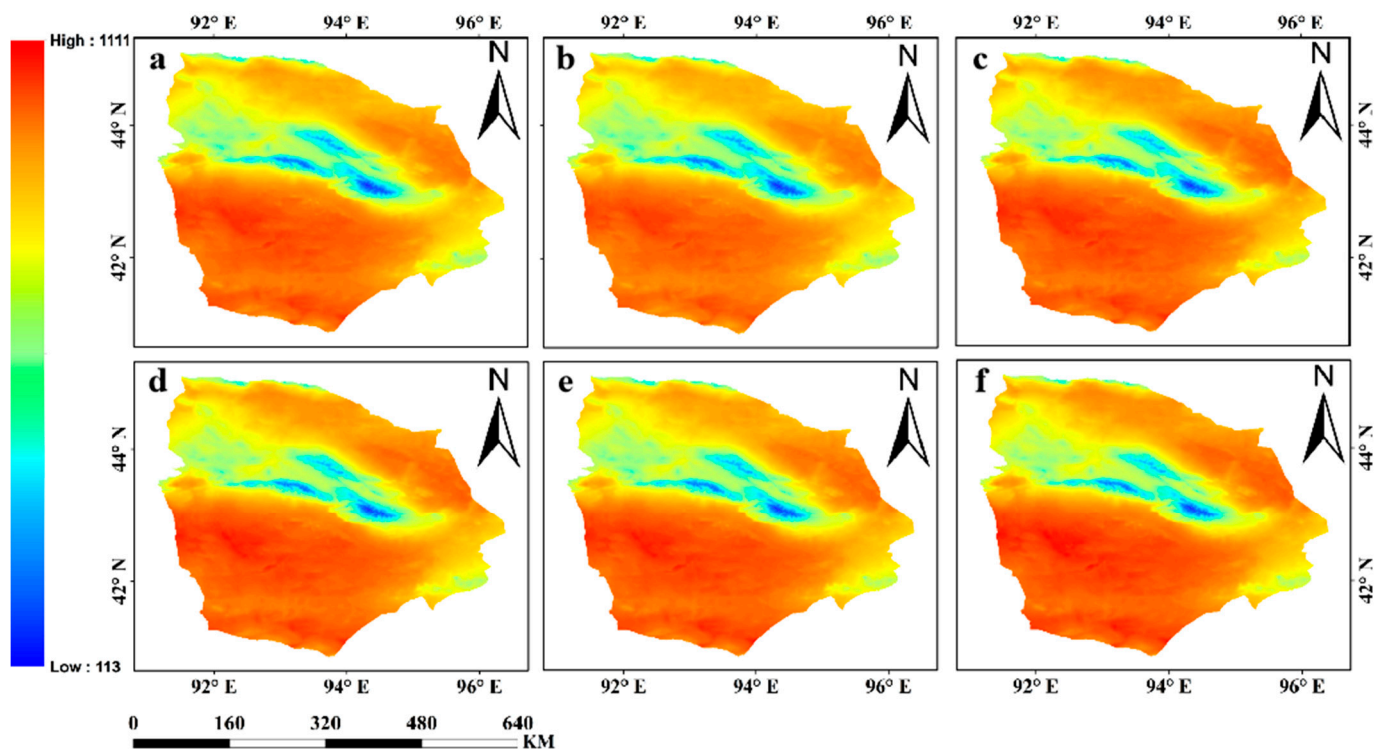 92° E 94° E 96° E 92° E 94° E 96° E 92° E 94° E 96° E
High : 1111
a N b N c N
44° N 44° N
42° N 42° N
d N e N f N
44° N 44° N
42° N 42° N
Low : 113
92° E 94° E 96° E 92° E 94° E 96° E 92° E 94° E 96° E
0 160 320 480 640
KM